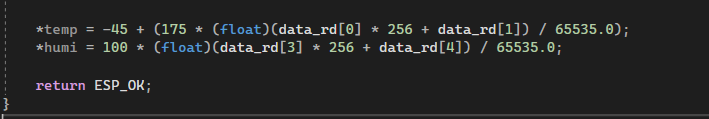 *temp = -45 + (175 * (float)(data_rd[0] * 256 + data_rd[1]) / 65535.0);
*humi = 100 * (float)(data_rd[3] * 256 + data_rd[4]) / 65535.0;
return ESP_OK;
}